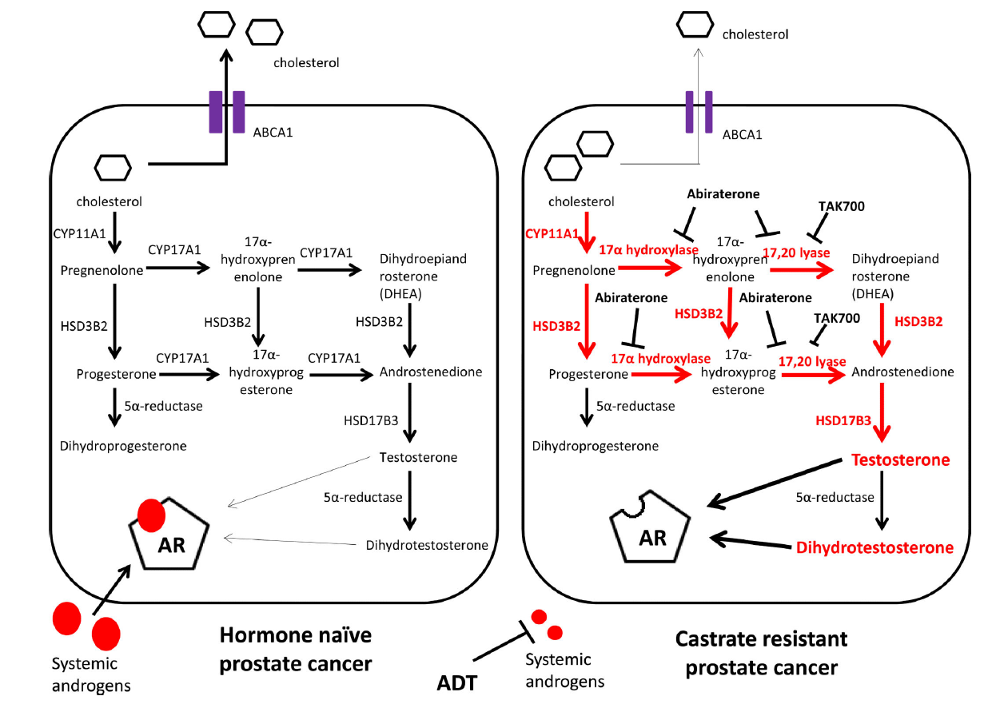 cholesterol
ABCA1
cholesterol
CYP11A1
CYP17A1
17α-
hydroxypren
enolone
CYP17A1
Pregnenolone
Dihydroepiand
rosterone
(DHEA)
HSD3B2
HSD3B2
HSD3B2
Progesterone
CYP17A1
17α-
hydroxyprog
esterone
CYP17A1
Androstenedione
5α-reductase
HSD17B3
Dihydroprogesterone
Testosterone
5α-reductase
AR
Dihydrotestosterone
Systemic
androgens
Hormone naïve
prostate cancer
cholesterol
ABCA1
cholesterol
Abiraterone
TAK700
CYP11A1
17α hydroxylase
17α-
hydroxypren
enolone
17,20 lyase
Pregnenolone
Dihydroepiand
rosterone
(DHEA)
Abiraterone
Abiraterone
HSD3B2
HSD3B2
TAK700
HSD3B2
17α hydroxylase
17α-
hydroxyprog
esterone
17,20 lyase
Progesterone
Androstenedione
5α-reductase
HSD17B3
Dihydroprogesterone
Testosterone
5α-reductase
AR
Dihydrotestosterone
ADT
Systemic
androgens
Castrate resistant
prostate cancer